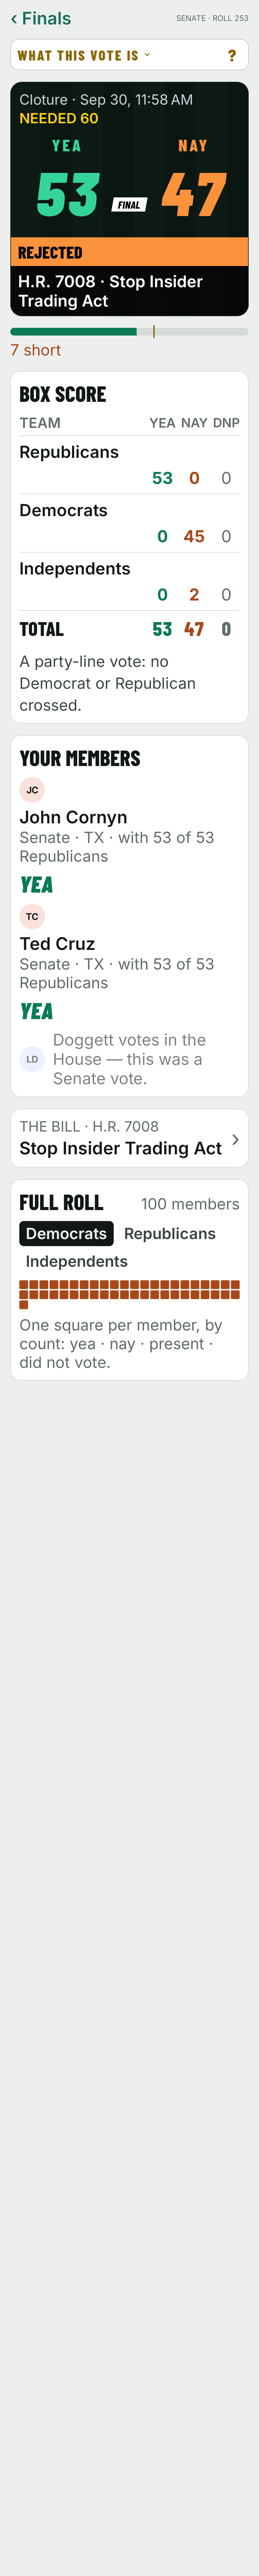 ‹ Finals
SENATE · ROLL 253
WHAT THIS VOTE IS
?
Cloture · Sep 30, 11:58 AM
NEEDED 60
YEA
NAY
53
FINAL
47
REJECTED
H.R. 7008 · Stop Insider
Trading Act
7 short
BOX SCORE
TEAM YEA NAY DNP
Republicans
53 0 0
Democrats
0 45 0
Independents
0 2 0
TOTAL 53 47 0
A party-line vote: no
Democrat or Republican
crossed.
YOUR MEMBERS
JC
John Cornyn
Senate · TX · with 53 of 53
Republicans
YEA
TC
Ted Cruz
Senate · TX · with 53 of 53
Republicans
YEA
LD
Doggett votes in the
House — this was a
Senate vote.
THE BILL · H.R. 7008
Stop Insider Trading Act ›
FULL ROLL 100 members
Democrats Republicans
Independents
One square per member, by
count: yea · nay · present ·
did not vote.